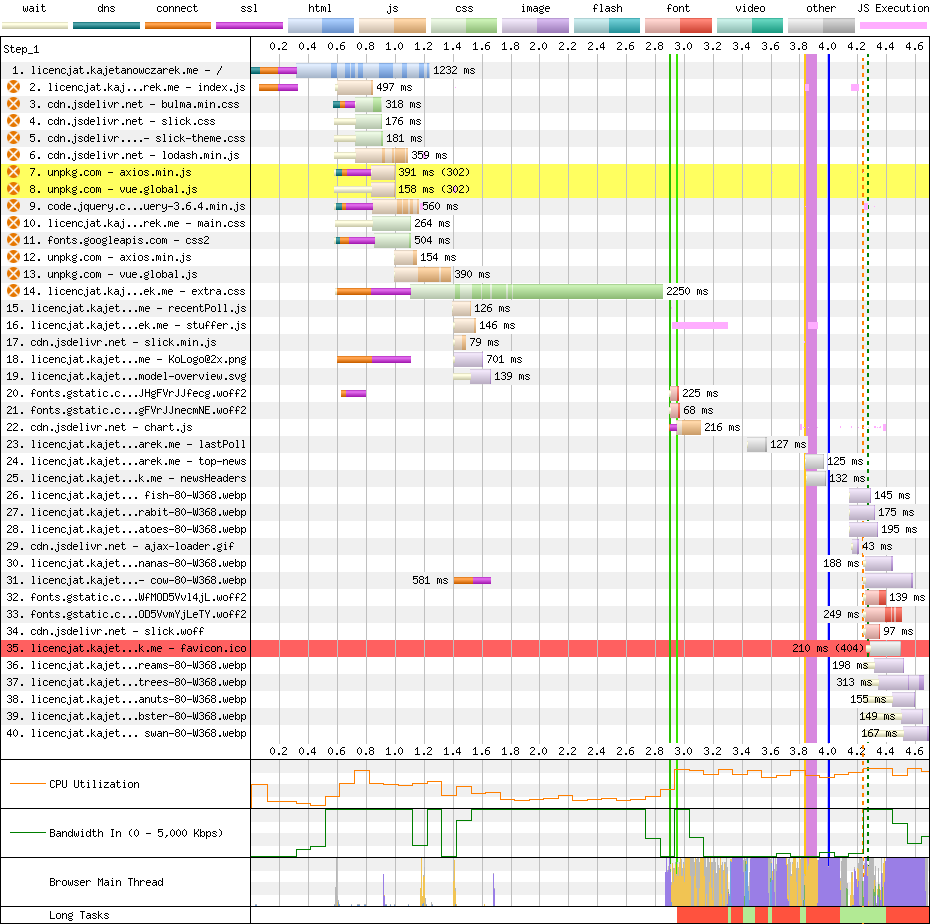 wait dns connect ssl html js css image flash font video other JS Execution
Step_1 0.2 0.4 0.6 0.8 1.0 1.2 1.4 1.6 1.8 2.0 2.2 2.4 2.6 2.8 3.0 3.2 3.4 3.6 3.8 4.0 4.2 4.4 4.6
1. licencjat.kajetanowczarek.me - / 1232 ms
2. licencjat.kaj...rek.me - index.js 497 ms
3. cdn.jsdelivr.net - bulma.min.css 318 ms
4. cdn.jsdelivr.net - slick.css 176 ms
5. cdn.jsdelivr....- slick-theme.css 181 ms
6. cdn.jsdelivr.net - lodash.min.js 359 ms
7. unpkg.com - axios.min.js 391 ms (302)
8. unpkg.com - vue.global.js 158 ms (302)
9. code.jquery.c...uery-3.6.4.min.js 560 ms
10. licencjat.kaj...rek.me - main.css 264 ms
11. fonts.googleapis.com - css2 504 ms
12. unpkg.com - axios.min.js 154 ms
13. unpkg.com - vue.global.js 390 ms
14. licencjat.kaj...ek.me - extra.css 2250 ms
15. licencjat.kajet...me - recentPoll.js 126 ms
16. licencjat.kajet...ek.me - stuffer.js 146 ms
17. cdn.jsdelivr.net - slick.min.js 79 ms
18. licencjat.kajet...me - KoLogo@2x.png 701 ms
19. licencjat.kajet...model-overview.svg 139 ms
20. fonts.gstatic.c...JHgFVrJJfecg.woff2 225 ms
21. fonts.gstatic.c...gFVrJJnecmNE.woff2 68 ms
22. cdn.jsdelivr.net - chart.js 216 ms
23. licencjat.kajet...arek.me - lastPoll 127 ms
24. licencjat.kajet...arek.me - top-news 125 ms
25. licencjat.kajet...k.me - newsHeaders 132 ms
26. licencjat.kajet... fish-80-W368.webp 145 ms
27. licencjat.kajet...rabit-80-W368.webp 175 ms
28. licencjat.kajet...atoes-80-W368.webp 195 ms
29. cdn.jsdelivr.net - ajax-loader.gif 43 ms
30. licencjat.kajet...nanas-80-W368.webp 188 ms
31. licencjat.kajet...- cow-80-W368.webp 581 ms
32. fonts.gstatic.c...WfMOD5Vvl4jL.woff2 139 ms
33. fonts.gstatic.c...OD5VvmYjLeTY.woff2 249 ms
34. cdn.jsdelivr.net - slick.woff 97 ms
35. licencjat.kajet...k.me - favicon.ico 210 ms (404)
36. licencjat.kajet...reams-80-W368.webp 198 ms
37. licencjat.kajet...trees-80-W368.webp 313 ms
38. licencjat.kajet...anuts-80-W368.webp 155 ms
39. licencjat.kajet...bster-80-W368.webp 149 ms
40. licencjat.kajet... swan-80-W368.webp 167 ms
0.2 0.4 0.6 0.8 1.0 1.2 1.4 1.6 1.8 2.0 2.2 2.4 2.6 2.8 3.0 3.2 3.4 3.6 3.8 4.0 4.2 4.4 4.6
CPU Utilization
Bandwidth In (0 - 5,000 Kbps)
Browser Main Thread
Long Tasks